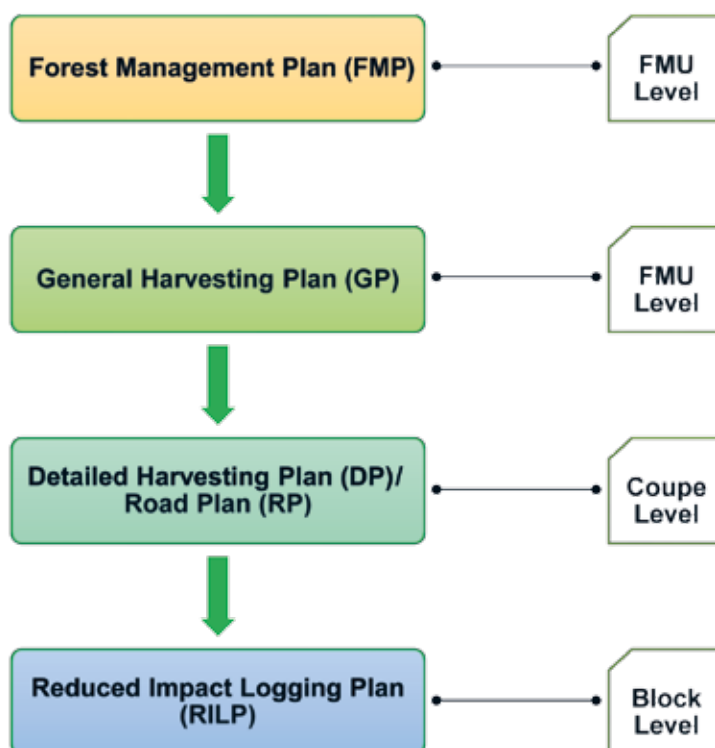 Forest Management Plan (FMP)
FMU
Level
General Harvesting Plan (GP)
FMU
Level
Detailed Harvesting Plan (DP)/
Road Plan (RP)
Coupe
Level
Reduced Impact Logging Plan
(RILP)
Block
Level